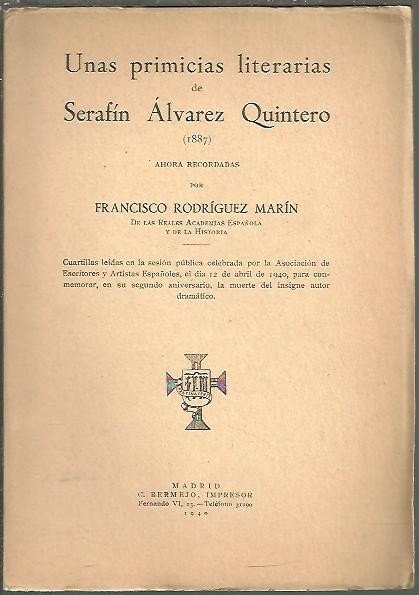 Unas primicias literarias
de
Serafín Álvarez Quintero
(1887)
AHORA RECORDADAS
POR
FRANCISCO RODRÍGUEZ MARÍN
DE LAS REALES ACADEMIAS ESPAÑOLA
Y DE LA HISTORIA
Cuartillas leídas en la sesión pública celebrada por la Asociación de
Escritores y Artistas Españoles, el día 12 de abril de 1940, para con-
memorar, en su segundo aniversario, la muerte del insigne autor
dramático.
MADRID
C. BERMEJO, IMPRESOR
Fernando VI, 13.—Teléfono 31199
1940